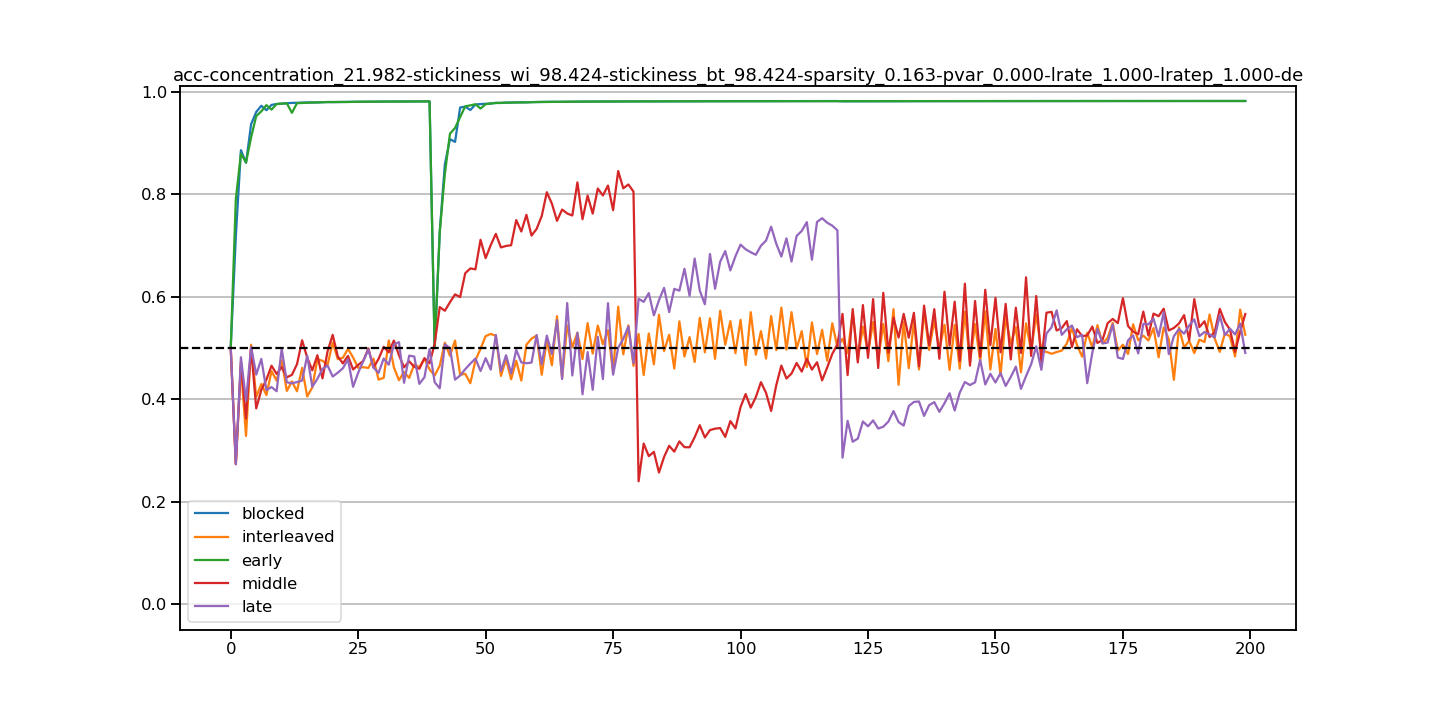 acc-concentration_21.982-stickiness_wi_98.424-stickiness_bt_98.424-sparsity_0.163-pvar_0.000-lrate_1.000-lratep_1.000-de
1.0
0.8
0.6
0.4
0.2
0.0
blocked
interleaved
early
middle
late
0 25 50 75 100 125 150 175 200